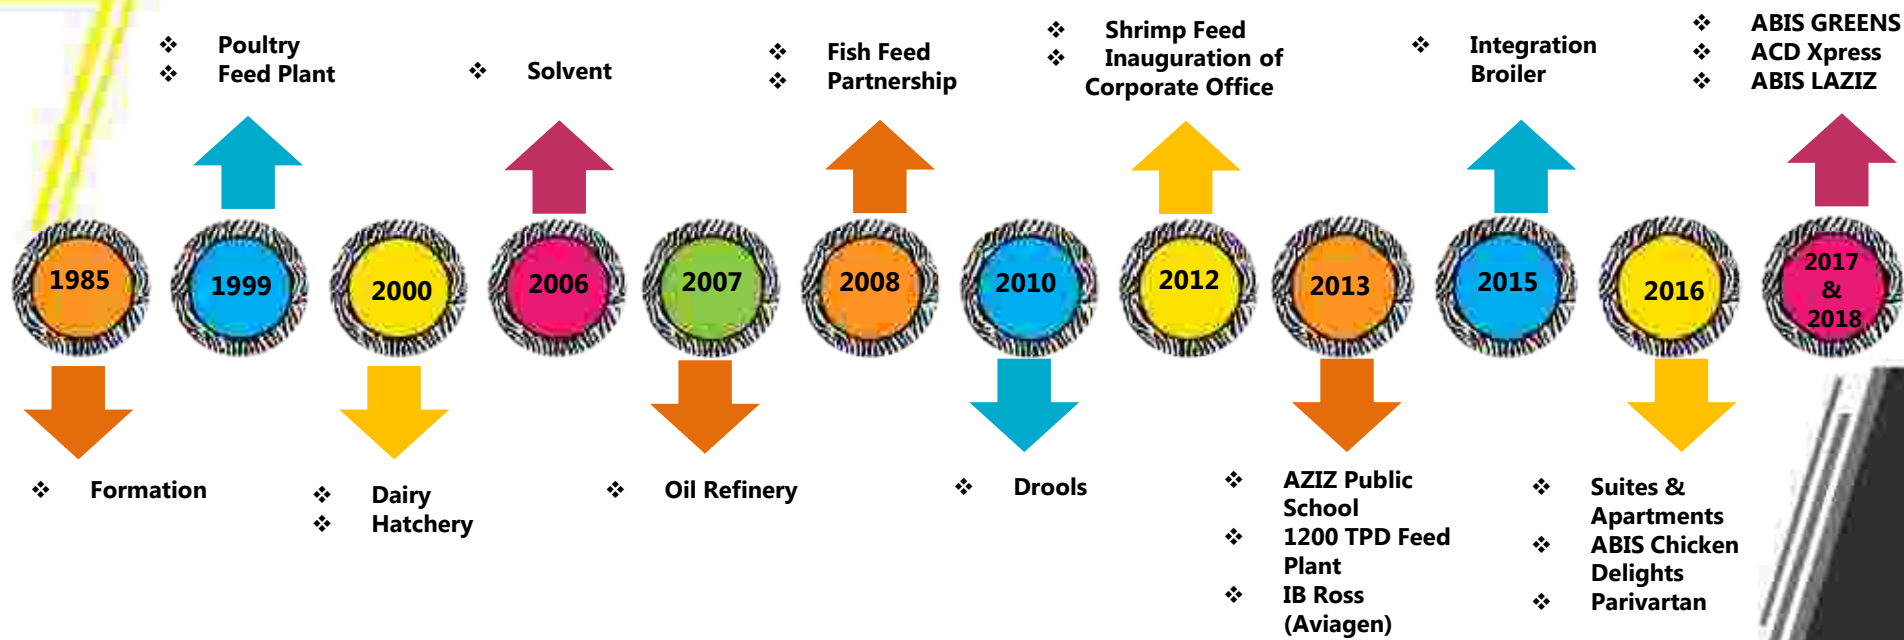 ❖ Poultry
❖ Feed Plant
❖ Solvent
❖ Fish Feed
❖ Partnership
❖ Shrimp Feed
❖ Inauguration of
Corporate Office
❖ Integration
Broiler
❖ ABIS GREENS
❖ ACD Xpress
❖ ABIS LAZIZ
1985
1999
2000
2006
2007
2008
2010
2012
2013
2015
2016
2017
&
2018
❖ Formation
❖ Dairy
❖ Hatchery
❖ Oil Refinery
❖ Drools
❖ AZIZ Public
School
❖ 1200 TPD Feed
Plant
❖ IB Ross
(Aviagen)
❖ Suites &
Apartments
❖ ABIS Chicken
Delights
❖ Parivartan